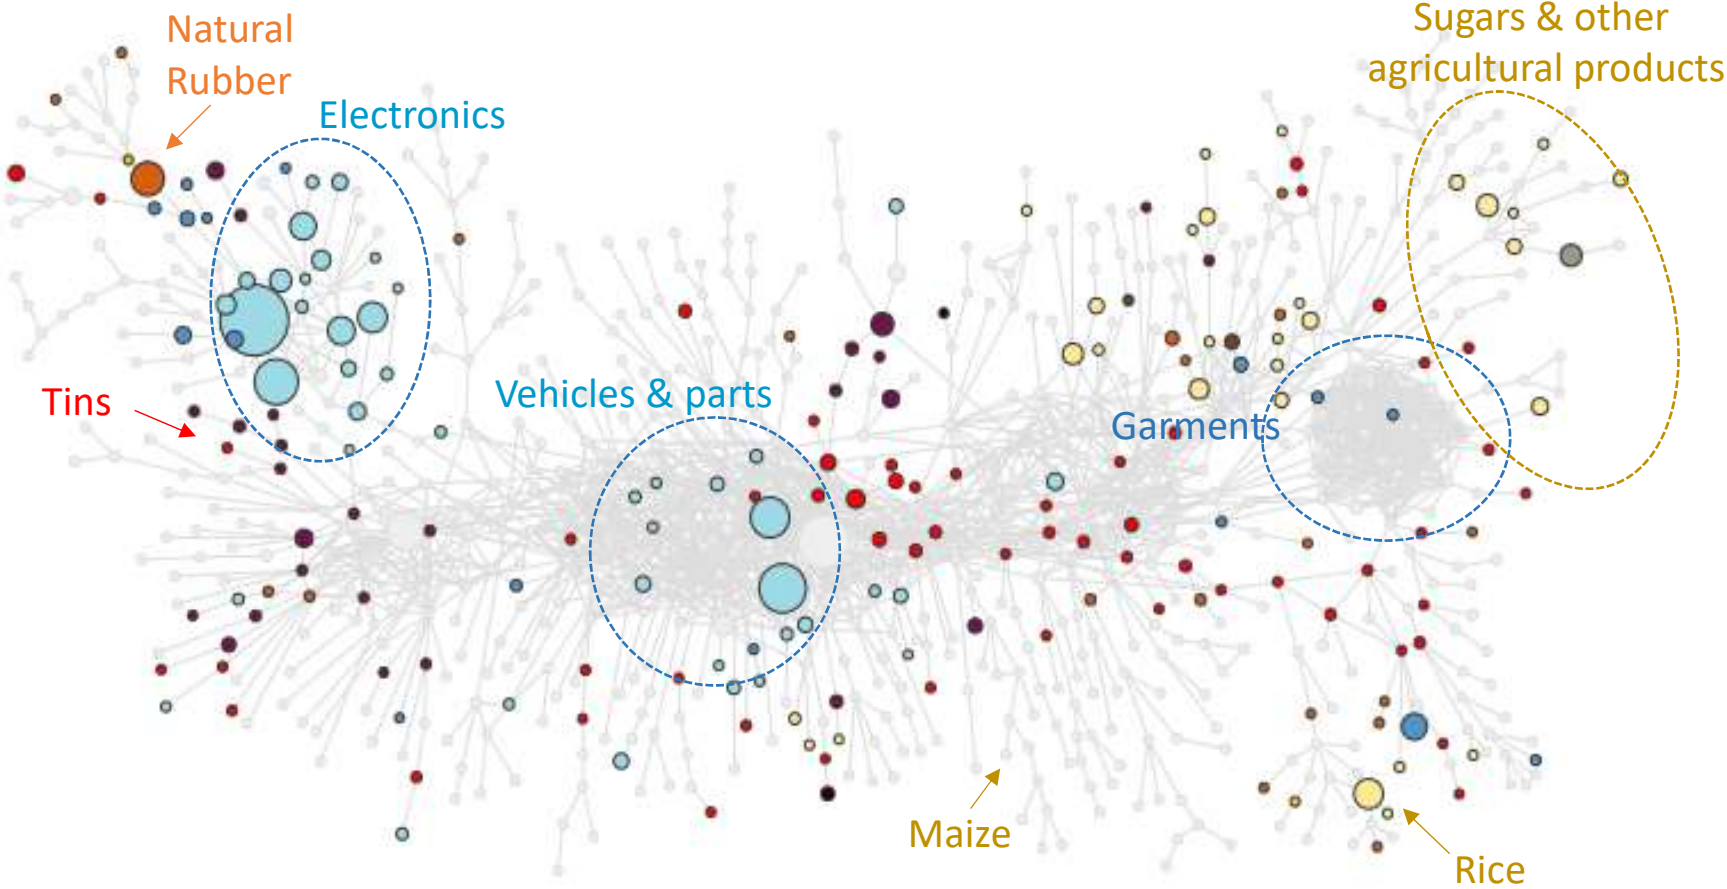 Natural
Rubber
Sugars & other
agricultural products
Electronics
Tins
Vehicles & parts
Garments
Maize
Rice